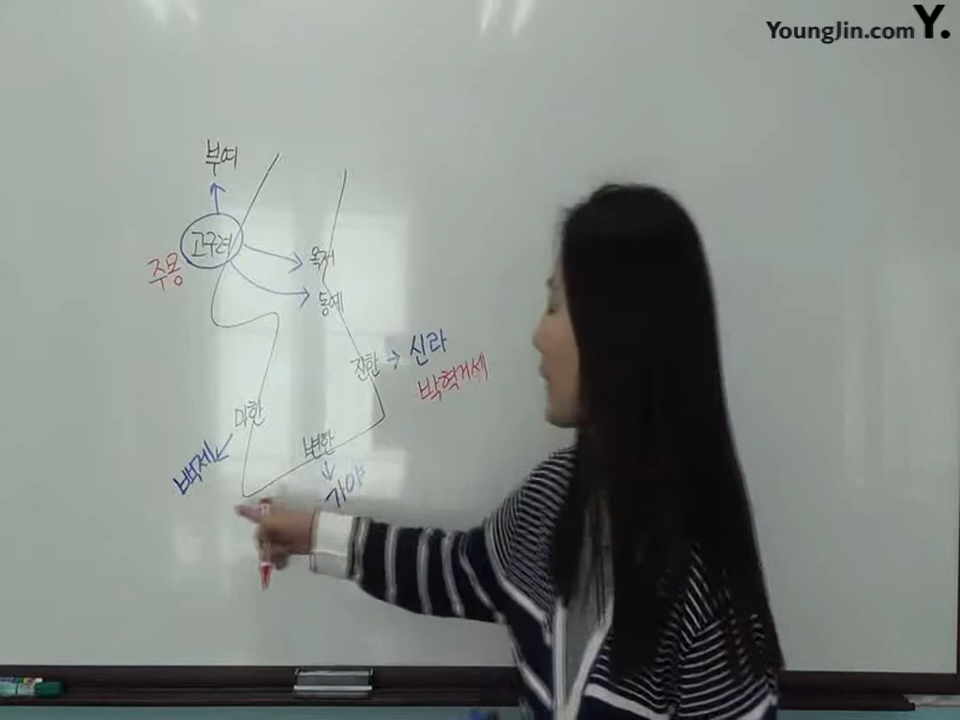 YoungJin.com Y.
부여
고구려
주몽
옥저
동예
진한 → 신라
박혁거세
마한
백제
변한
가야